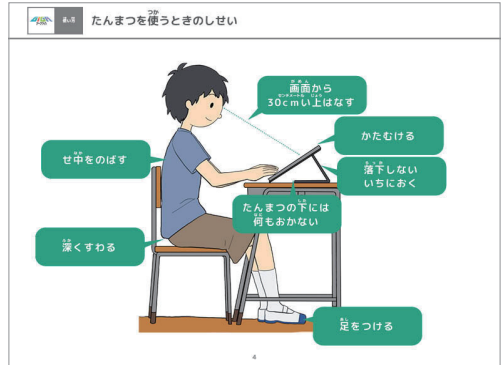 たんまつを使うときのしせい
画面から
30cmい上はなす
かたむける
落下しない
いちにおく
せ中をのばす
たんまつの下には
何もおかない
深くすわる
足をつける
4